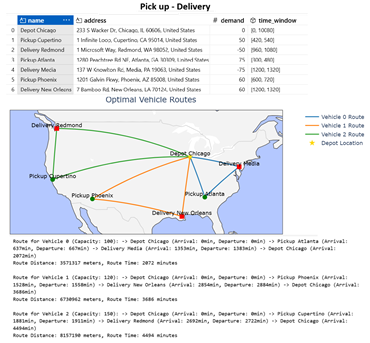 Pick up - Delivery
name address # demand time_window
0 Depot Chicago 233 S Wacker Dr, Chicago, IL 60606, United States 0 [0, 10080]
1 Pickup Cupertino 1 Infinite Loop, Cupertino, CA 95014, United States 50 [420, 540]
2 Delivery Redmond 1 Microsoft Way, Redmond, WA 98052, United States -50 [960, 1080]
3 Pickup Atlanta 1280 Peachtree Rd NE, Atlanta, GA 30309, United States 75 [300, 480]
4 Delivery Media 137 W Knowlton Rd, Media, PA 19063, United States -75 [1200, 1320]
5 Pickup Phoenix 1201 Galvin Pkwy, Phoenix, AZ 85008, United States 60 [600, 720]
6 Delivery New Orleans 7 Bamboo Rd, New Orleans, LA 70124, United States 60 [1200, 1320]
Optimal Vehicle Routes
Delivery Redmond
Depot Chicago
Delivery Media
Pickup Cupertino
Pickup Phoenix
Pickup Atlanta
Delivery New Orleans
Vehicle 0 Route
Vehicle 1 Route
Vehicle 2 Route
Depot Location
Route for Vehicle 0 (Capacity: 100): -> Depot Chicago (Arrival: 0min, Departure: 0min) -> Pickup Atlanta (Arrival:
637min, Departure: 667min) -> Delivery Media (Arrival: 1353min, Departure: 1383min) -> Depot Chicago (Arrival:
2072min)
Route Distance: 3571317 meters, Route Time: 2072 minutes
Route for Vehicle 1 (Capacity: 120): -> Depot Chicago (Arrival: 0min, Departure: 0min) -> Pickup Phoenix (Arrival:
1528min, Departure: 1558min) -> Delivery New Orleans (Arrival: 2854min, Departure: 2884min) -> Depot Chicago (Arrival:
3686min)
Route Distance: 6730962 meters, Route Time: 3686 minutes
Route for Vehicle 2 (Capacity: 150): -> Depot Chicago (Arrival: 0min, Departure: 0min) -> Pickup Cupertino (Arrival:
1881min, Departure: 1911min) -> Delivery Redmond (Arrival: 2692min, Departure: 2722min) -> Depot Chicago (Arrival:
4494min)
Route Distance: 8157190 meters, Route Time: 4494 minutes